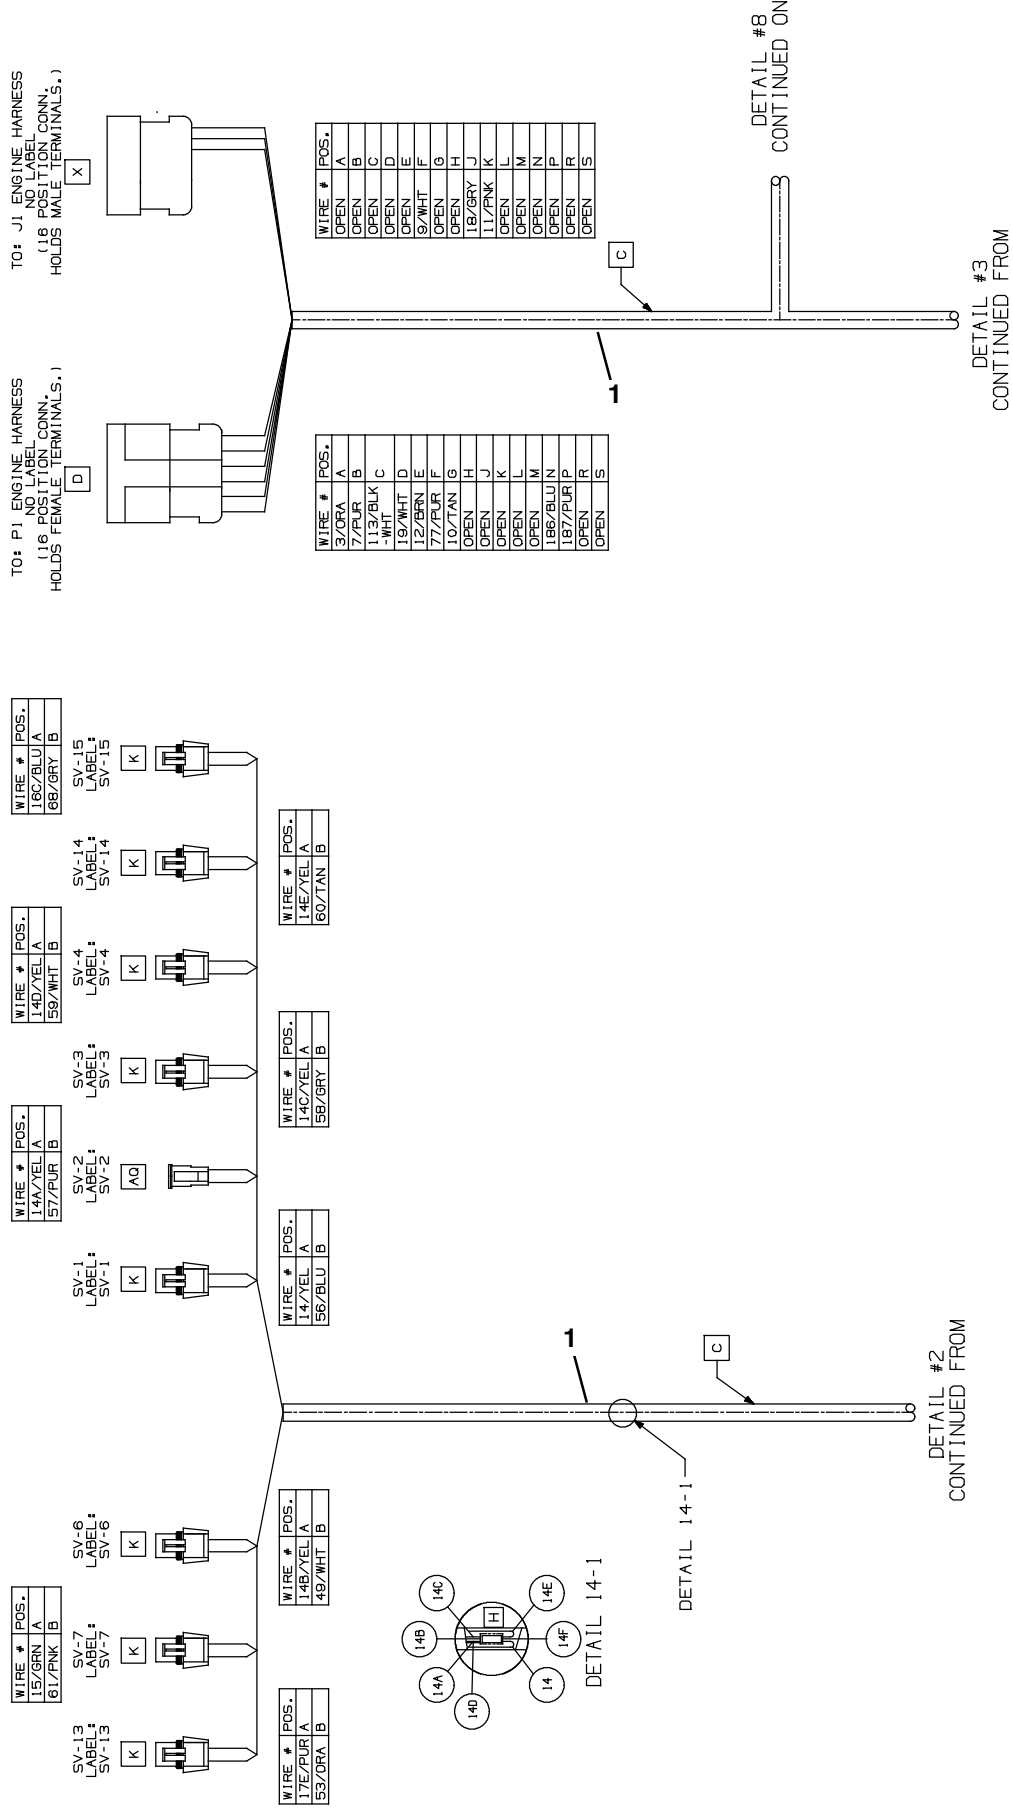 TO: J1 ENGINE HARNESS
NO LABEL
(16 POSITION CONN.
HOLDS MALE TERMINALS.)
X
WIRE # POS.
OPEN A
OPEN B
OPEN C
OPEN D
OPEN E
9/WHT F
OPEN G
OPEN H
18/GRY J
11/PNK K
OPEN L
OPEN M
OPEN N
OPEN P
OPEN R
OPEN S
C
DETAIL #8
CONTINUED ON
DETAIL #3
CONTINUED FROM
1
TO: P1 ENGINE HARNESS
NO LABEL
(16 POSITION CONN.
HOLDS FEMALE TERMINALS.)
D
WIRE # POS.
3/ORA A
7/PUR B
113/BLK
-WHT C
19/WHT D
12/BRN E
77/PUR F
10/TAN G
OPEN H
OPEN J
OPEN K
OPEN L
OPEN M
186/BLU N
187/PUR P
OPEN R
OPEN S
WIRE # POS.
16C/BLU A
68/GRY B
SV-15
LABEL:
SV-15
K
SV-14
LABEL:
SV-14
K
WIRE # POS.
14E/YEL A
60/TAN B
WIRE # POS.
14D/YEL A
59/WHT B
SV-4
LABEL:
SV-4
K
SV-3
LABEL:
SV-3
K
WIRE # POS.
14C/YEL A
58/GRY B
WIRE # POS.
14A/YEL A
57/PUR B
SV-2
LABEL:
SV-2
AQ
SV-1
LABEL:
SV-1
K
WIRE # POS.
14/YEL A
56/BLU B
1
C
DETAIL #2
CONTINUED FROM
DETAIL 14-1
SV-6
LABEL:
SV-6
K
WIRE # POS.
14B/YEL A
49/WHT B
WIRE # POS.
15/GRN A
61/PNK B
SV-7
LABEL:
SV-7
K
SV-13
LABEL:
SV-13
K
WIRE # POS.
17E/PUR A
53/ORA B
14C
14B
14A
14D
H
14E
14F
14
DETAIL 14-1